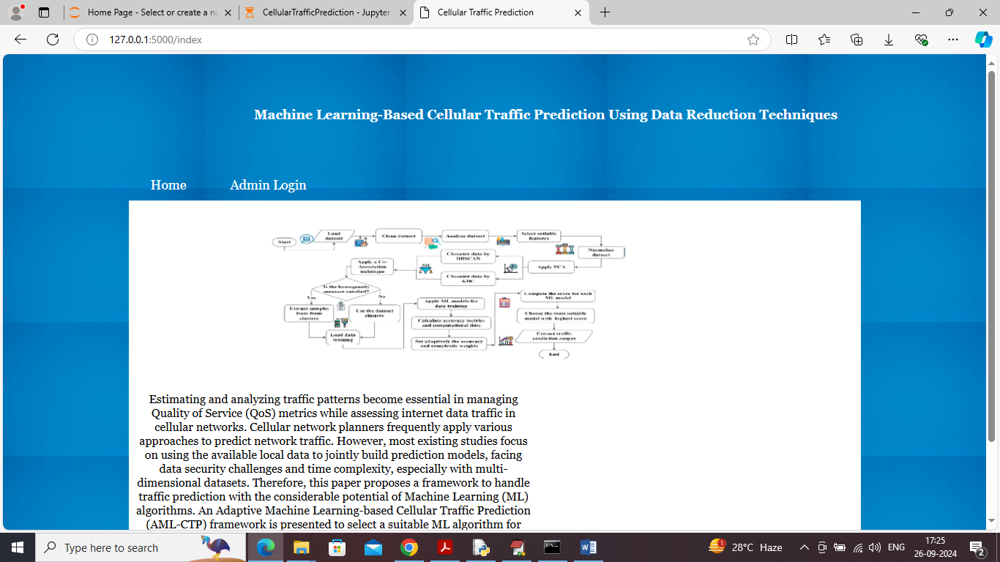 Home Page - Select or create a no
CellularTrafficPrediction - Jupyter
Cellular Traffic Prediction
127.0.0.1:5000/index
Machine Learning-Based Cellular Traffic Prediction Using Data Reduction Techniques
Home
Admin Login
Start
Load
dataset
Clean dataset
Analyze dataset
Select suitable
features
Normalize
dataset
Apply PCA
Clusseter data by
DBSCAN
Clusseter data by
Apply a Co-
Association
technique
Is the homogeneity
measure satisfied?
Yes
No
Extract samples
from from
clusters
Use the dataset
clusters
Load data
training
Apply ML models for
data training
Calculate accuracy metrics
and computational time
Set adaptively the accuracy
and complexity weights
Compute the score for each
ML model
Choose the most suitable
model with highest score
Extract traffic
prediction output
End
Estimating and analyzing traffic patterns become essential in managing
Quality of Service (QoS) metrics while assessing internet data traffic in
cellular networks. Cellular network planners frequently apply various
approaches to predict network traffic. However, most existing studies focus
on using the available local data to jointly build prediction models, facing
data security challenges and time complexity, especially with multi-
dimensional datasets. Therefore, this paper proposes a framework to handle
traffic prediction with the considerable potential of Machine Learning (ML)
algorithms. An Adaptive Machine Learning-based Cellular Traffic Prediction
(AML-CTP) framework is presented to select a suitable ML algorithm for
Type here to search
1
28°C Haze
ENG
17:25
26-09-2024
2